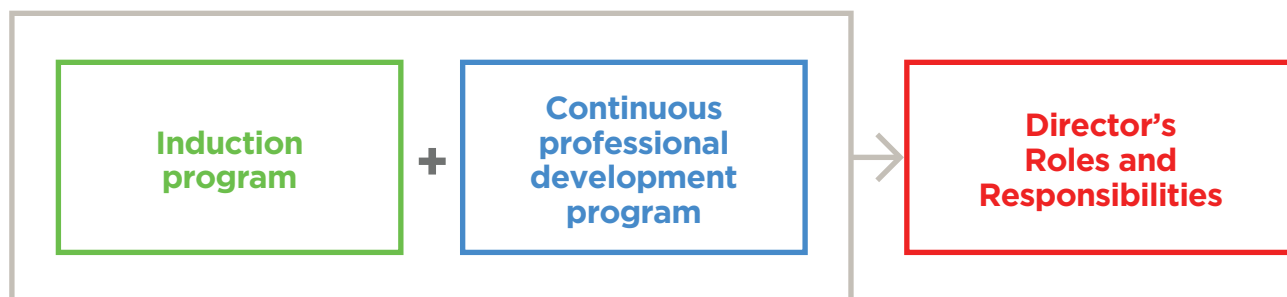 Induction
program
+
Continuous
professional
development
program
Director’s
Roles and
Responsibilities